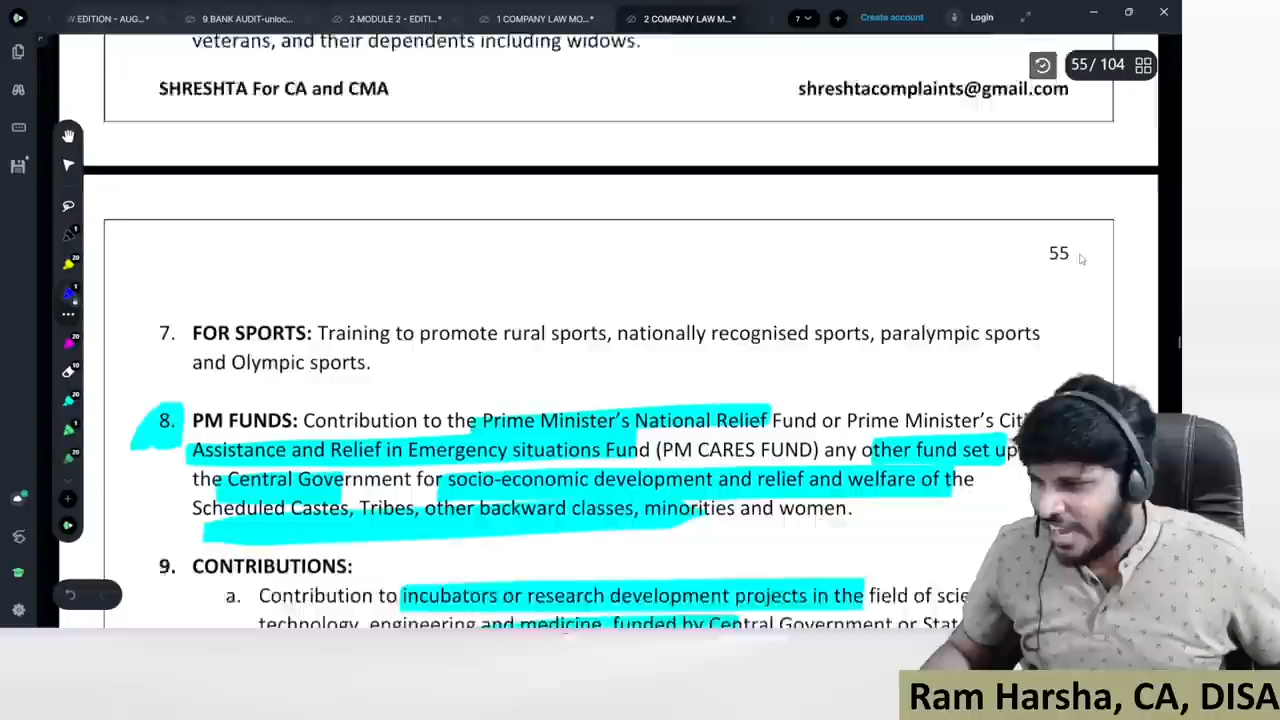 W EDITION - AUG...*
9 BANK AUDIT-unloc...
2 MODULE 2 - EDITI...*
1 COMPANY LAW MO...*
2 COMPANY LAW M...*
7
Create account
Login
veterans, and their dependents including widows.
55 / 104
SHRESHTA For CA and CMA
shreshtacomplaints@gmail.com
55
7. FOR SPORTS: Training to promote rural sports, nationally recognised sports, paralympic sports
and Olympic sports.
8. PM FUNDS: Contribution to the Prime Minister's National Relief Fund or Prime Minister's
Assistance and Relief in Emergency situations Fund (PM CARES FUND) any other fund set up
the Central Government for socio-economic development and relief and welfare of the
Scheduled Castes, Tribes, other backward classes, minorities and women.
9. CONTRIBUTIONS:
a. Contribution to incubators or research development projects in the field of
technology, engineering and medicine, funded by Central Government or
Ram Harsha, CA, DISA